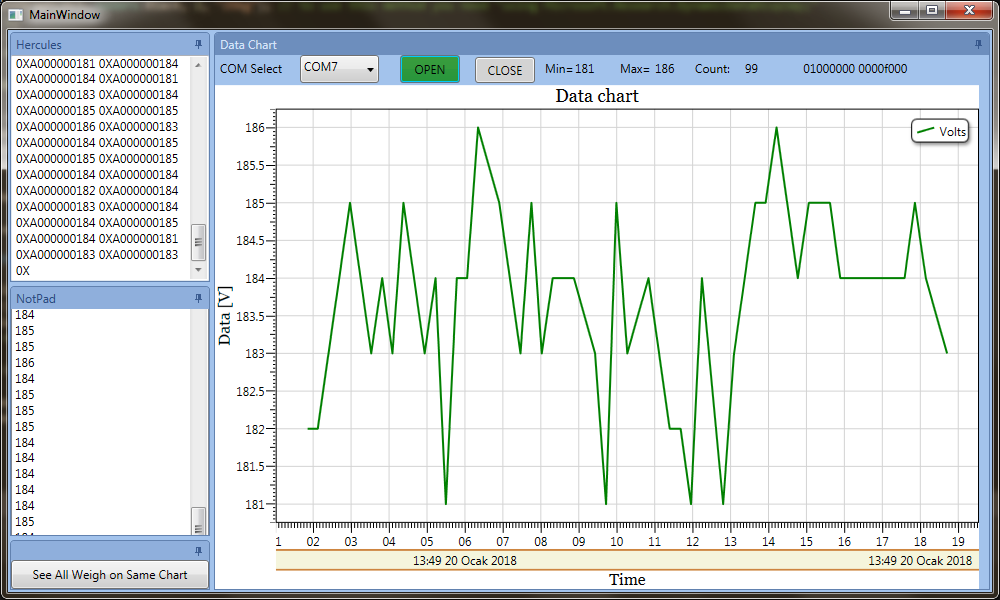 MainWindow
Hercules
0XA000000181 0XA000000184
0XA000000184 0XA000000181
0XA000000183 0XA000000184
0XA000000185 0XA000000185
0XA000000186 0XA000000183
0XA000000184 0XA000000185
0XA000000185 0XA000000185
0XA000000184 0XA000000184
0XA000000182 0XA000000184
0XA000000183 0XA000000184
0XA000000184 0XA000000185
0XA000000184 0XA000000181
0XA000000183 0XA000000183
0X
NotPad
184
185
185
186
184
185
185
185
184
184
184
184
184
185
See All Weigh on Same Chart
Data Chart
COM Select COM7 OPEN CLOSE Min= 181 Max= 186 Count: 99 01000000 0000f000
Data chart
Volts
186
185.5
185
184.5
184
183.5
183
182.5
182
181.5
181
Data [V]
1 02 03 04 05 06 07 08 09 10 11 12 13 14 15 16 17 18 19
13:49 20 Ocak 2018 13:49 20 Ocak 2018
Time